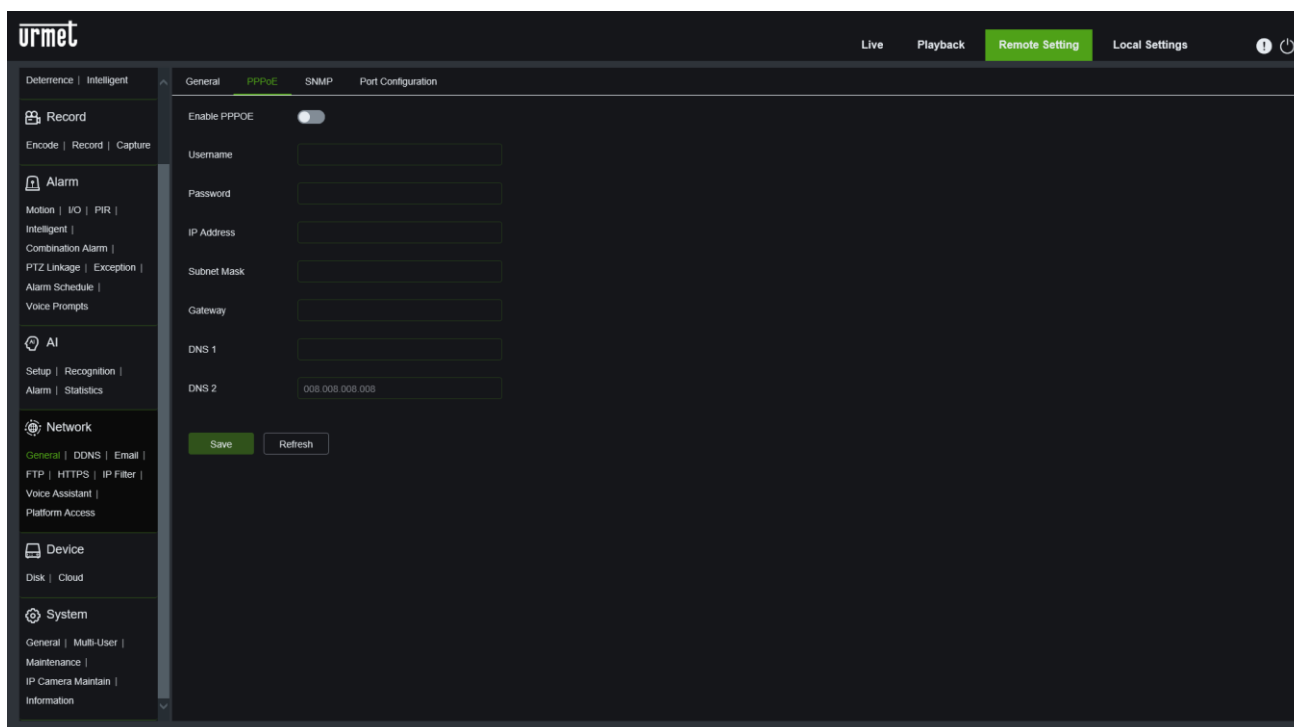 urmet
Live Playback Remote Setting Local Settings
Deterrence | Intelligent
Record
Encode | Record | Capture
Alarm
Motion | I/O | PIR |
Intelligent |
Combination Alarm |
PTZ Linkage | Exception |
Alarm Schedule |
Voice Prompts
AI
Setup | Recognition |
Alarm | Statistics
Network
General | DDNS | Email |
FTP | HTTPS | IP Filter |
Voice Assistant |
Platform Access
Device
Disk | Cloud
System
General | Multi-User |
Maintenance |
IP Camera Maintain |
Information
General PPPoE SNMP Port Configuration
Enable PPPOE
Username
Password
IP Address
Subnet Mask
Gateway
DNS 1
DNS 2 008.008.008.008
Save Refresh